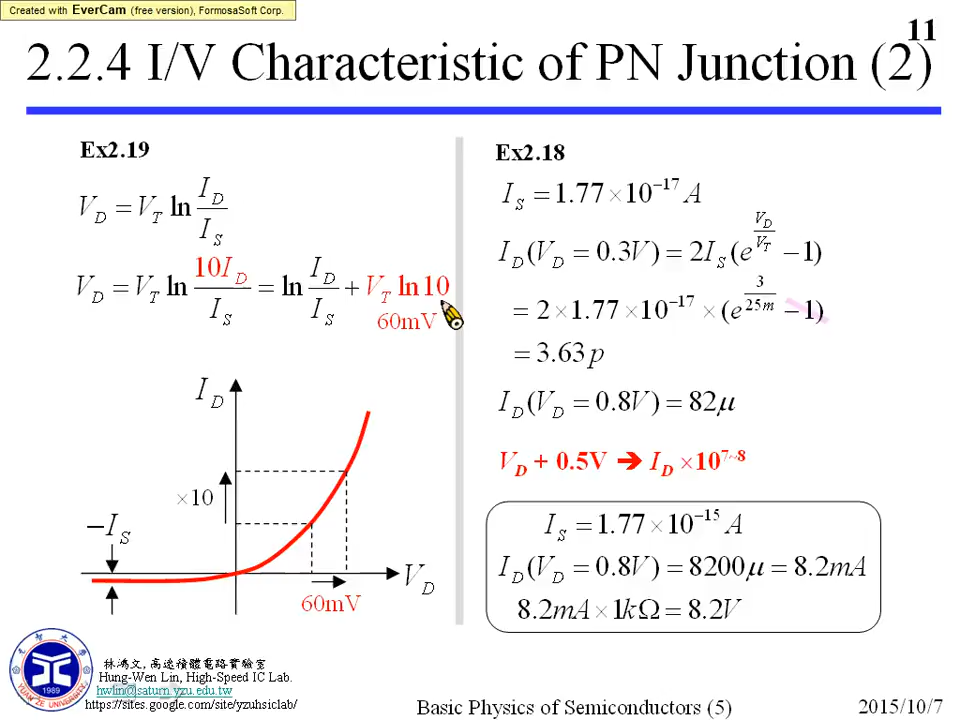 Created with EverCam (free version), FormosaSoft Corp.
11
2.2.4 I/V Characteristic of PN Junction (2)
Ex2.19
V_D = V_T ln I_D / I_S
V_D = V_T ln 10I_D / I_S = ln I_D / I_S + V_T ln10
60mV
I_D
×10
−I_S
V_D
60mV
Ex2.18
I_S = 1.77×10^−17 A
I_D(V_D = 0.3V) = 2I_S(e^(V_D/V_T) −1)
= 2×1.77×10^−17 ×(e^(3/25m) −1)
= 3.63p
I_D(V_D = 0.8V) = 82μ
V_D + 0.5V ➔ I_D ×10^7~8
I_S = 1.77×10^−15 A
I_D(V_D = 0.8V) = 8200μ = 8.2mA
8.2mA×1kΩ = 8.2V
林鴻文, 高速積體電路實驗室
Hung-Wen Lin, High-Speed IC Lab.
hwlin@saturn.yzu.edu.tw
https://sites.google.com/site/yzuhsiclab/
1989
YUAN ZE UNIVERSITY
Basic Physics of Semiconductors (5)
2015/10/7